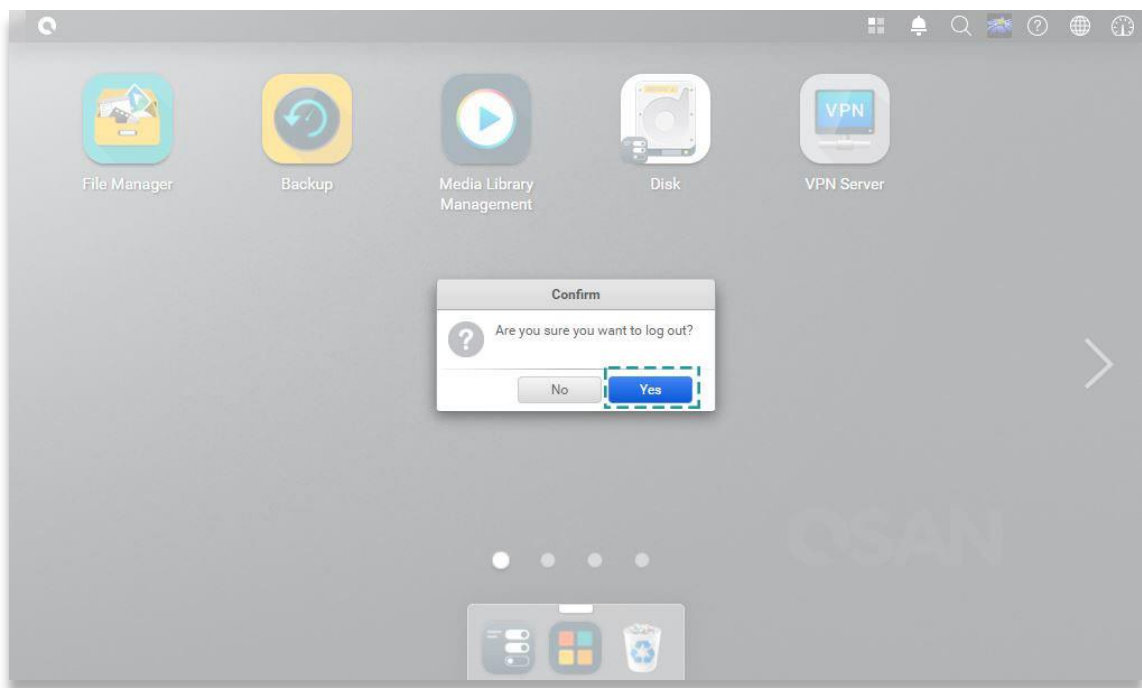 File Manager
Backup
Media Library
Management
Disk
VPN
VPN Server
Confirm
?
Are you sure you want to log out?
No
Yes
QSAN